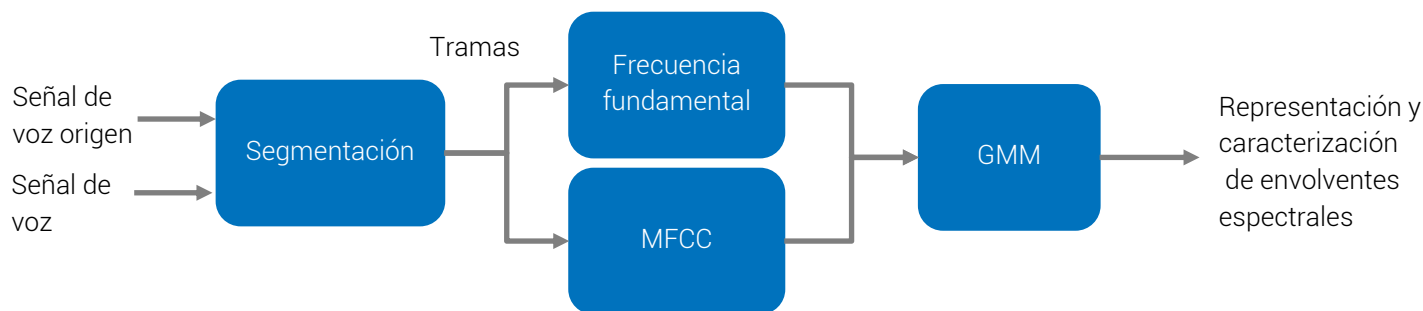 Tramas
Señal de
voz origen
Señal de
voz
Segmentación
Frecuencia
fundamental
MFCC
GMM
Representación y
caracterización
de envolventes
espectrales